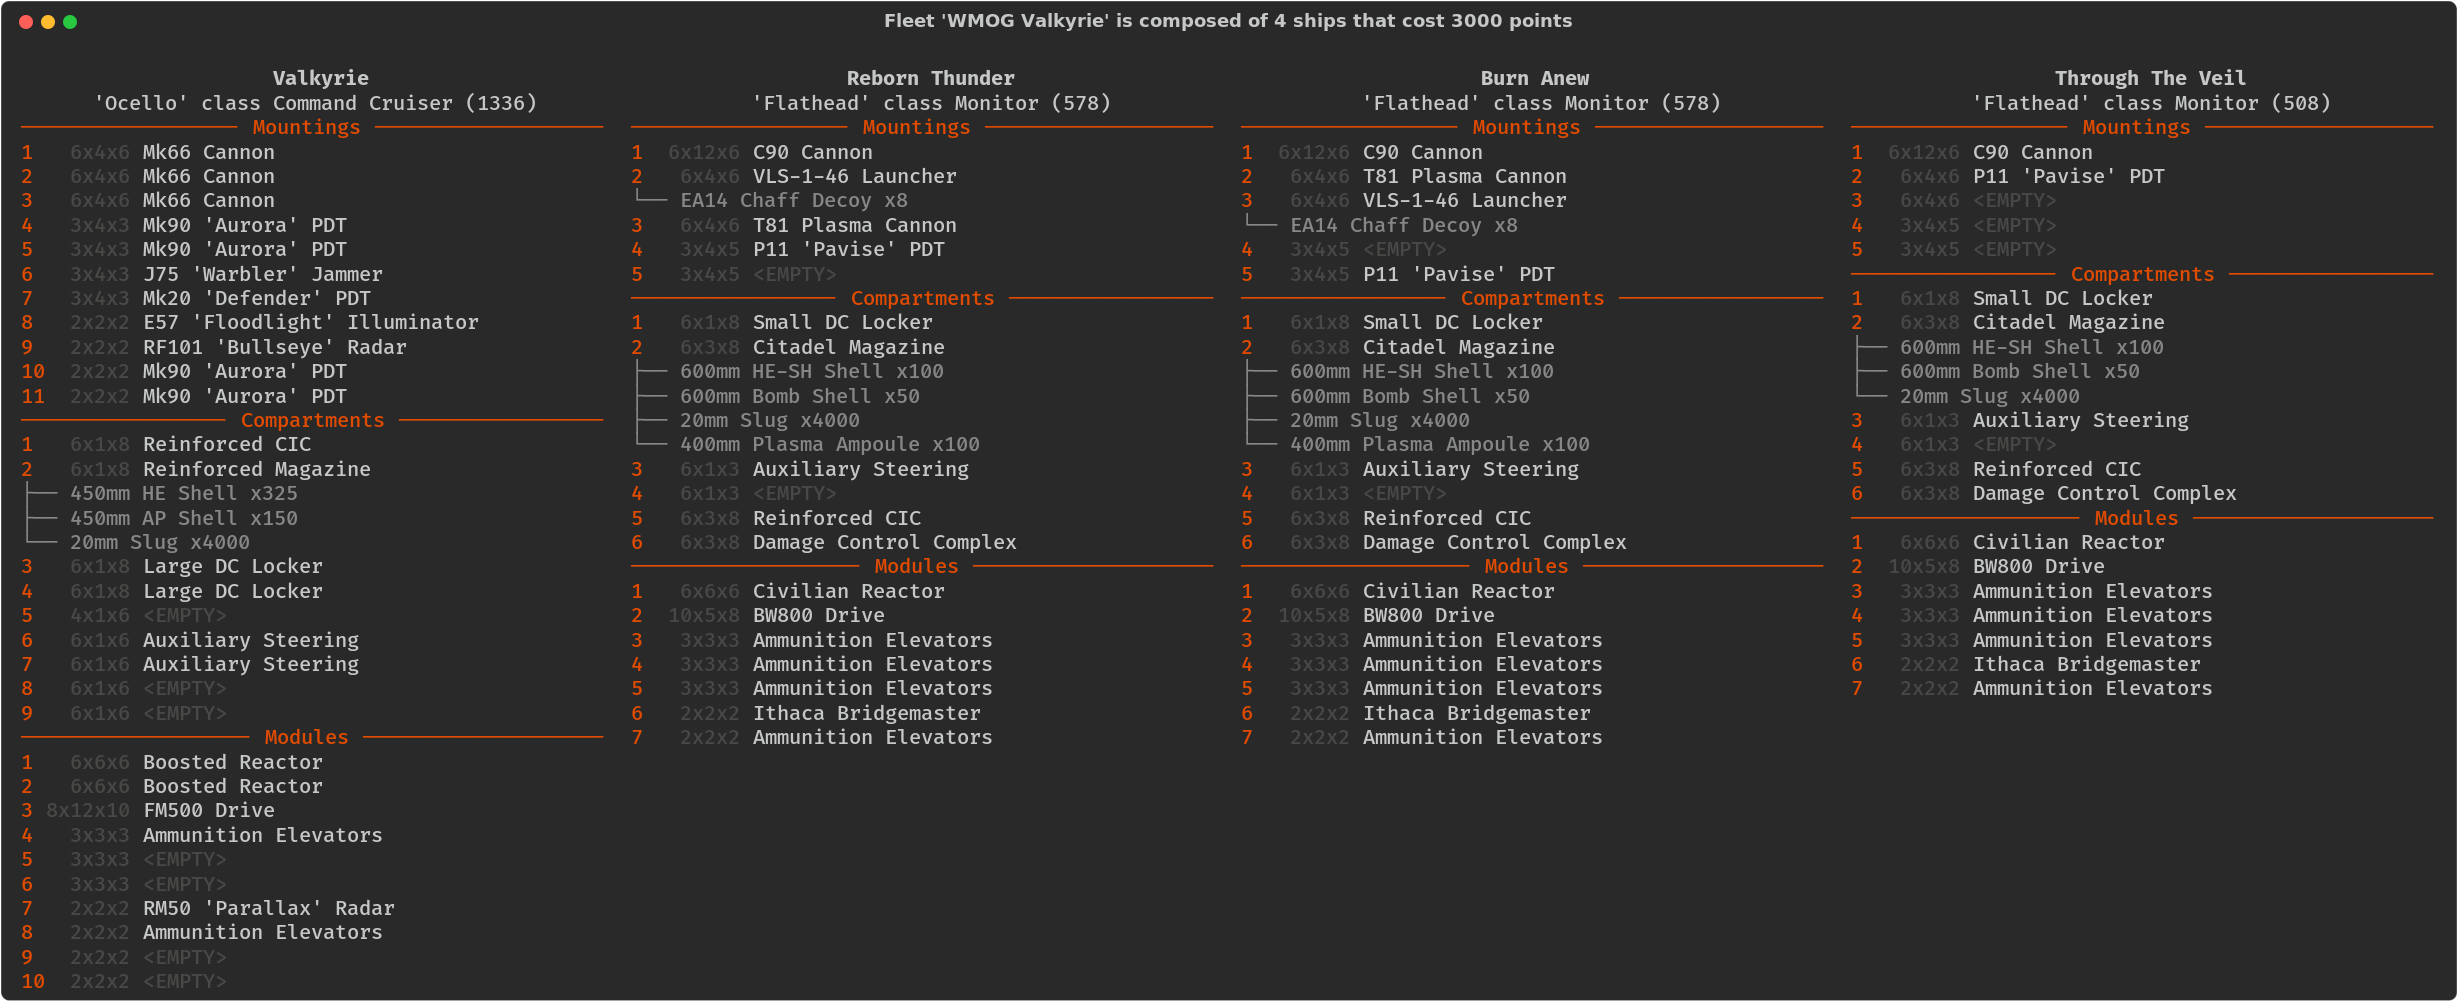 Fleet 'WMOG Valkyrie' is composed of 4 ships that cost 3000 points
Valkyrie
'Ocello' class Command Cruiser (1336)
Mountings
1 6x4x6 Mk66 Cannon
2 6x4x6 Mk66 Cannon
3 6x4x6 Mk66 Cannon
4 3x4x3 Mk90 'Aurora' PDT
5 3x4x3 Mk90 'Aurora' PDT
6 3x4x3 J75 'Warbler' Jammer
7 3x4x3 Mk20 'Defender' PDT
8 2x2x2 E57 'Floodlight' Illuminator
9 2x2x2 RF101 'Bullseye' Radar
10 2x2x2 Mk90 'Aurora' PDT
11 2x2x2 Mk90 'Aurora' PDT
Compartments
1 6x1x8 Reinforced CIC
2 6x1x8 Reinforced Magazine
├── 450mm HE Shell x325
├── 450mm AP Shell x150
└── 20mm Slug x4000
3 6x1x8 Large DC Locker
4 6x1x8 Large DC Locker
5 4x1x6 <EMPTY>
6 6x1x6 Auxiliary Steering
7 6x1x6 Auxiliary Steering
8 6x1x6 <EMPTY>
9 6x1x6 <EMPTY>
Modules
1 6x6x6 Boosted Reactor
2 6x6x6 Boosted Reactor
3 8x12x10 FM500 Drive
4 3x3x3 Ammunition Elevators
5 3x3x3 <EMPTY>
6 3x3x3 <EMPTY>
7 2x2x2 RM50 'Parallax' Radar
8 2x2x2 Ammunition Elevators
9 2x2x2 <EMPTY>
10 2x2x2 <EMPTY>
Reborn Thunder
'Flathead' class Monitor (578)
Mountings
1 6x12x6 C90 Cannon
2 6x4x6 VLS-1-46 Launcher
└── EA14 Chaff Decoy x8
3 6x4x6 T81 Plasma Cannon
4 3x4x5 P11 'Pavise' PDT
5 3x4x5 <EMPTY>
Compartments
1 6x1x8 Small DC Locker
2 6x3x8 Citadel Magazine
├── 600mm HE-SH Shell x100
├── 600mm Bomb Shell x50
├── 20mm Slug x4000
└── 400mm Plasma Ampoule x100
3 6x1x3 Auxiliary Steering
4 6x1x3 <EMPTY>
5 6x3x8 Reinforced CIC
6 6x3x8 Damage Control Complex
Modules
1 6x6x6 Civilian Reactor
2 10x5x8 BW800 Drive
3 3x3x3 Ammunition Elevators
4 3x3x3 Ammunition Elevators
5 3x3x3 Ammunition Elevators
6 2x2x2 Ithaca Bridgemaster
7 2x2x2 Ammunition Elevators
Burn Anew
'Flathead' class Monitor (578)
Mountings
1 6x12x6 C90 Cannon
2 6x4x6 T81 Plasma Cannon
3 6x4x6 VLS-1-46 Launcher
└── EA14 Chaff Decoy x8
4 3x4x5 <EMPTY>
5 3x4x5 P11 'Pavise' PDT
Compartments
1 6x1x8 Small DC Locker
2 6x3x8 Citadel Magazine
├── 600mm HE-SH Shell x100
├── 600mm Bomb Shell x50
├── 20mm Slug x4000
└── 400mm Plasma Ampoule x100
3 6x1x3 Auxiliary Steering
4 6x1x3 <EMPTY>
5 6x3x8 Reinforced CIC
6 6x3x8 Damage Control Complex
Modules
1 6x6x6 Civilian Reactor
2 10x5x8 BW800 Drive
3 3x3x3 Ammunition Elevators
4 3x3x3 Ammunition Elevators
5 3x3x3 Ammunition Elevators
6 2x2x2 Ithaca Bridgemaster
7 2x2x2 Ammunition Elevators
Through The Veil
'Flathead' class Monitor (508)
Mountings
1 6x12x6 C90 Cannon
2 6x4x6 P11 'Pavise' PDT
3 6x4x6 <EMPTY>
4 3x4x5 <EMPTY>
5 3x4x5 <EMPTY>
Compartments
1 6x1x8 Small DC Locker
2 6x3x8 Citadel Magazine
├── 600mm HE-SH Shell x100
├── 600mm Bomb Shell x50
└── 20mm Slug x4000
3 6x1x3 Auxiliary Steering
4 6x1x3 <EMPTY>
5 6x3x8 Reinforced CIC
6 6x3x8 Damage Control Complex
Modules
1 6x6x6 Civilian Reactor
2 10x5x8 BW800 Drive
3 3x3x3 Ammunition Elevators
4 3x3x3 Ammunition Elevators
5 3x3x3 Ammunition Elevators
6 2x2x2 Ithaca Bridgemaster
7 2x2x2 Ammunition Elevators